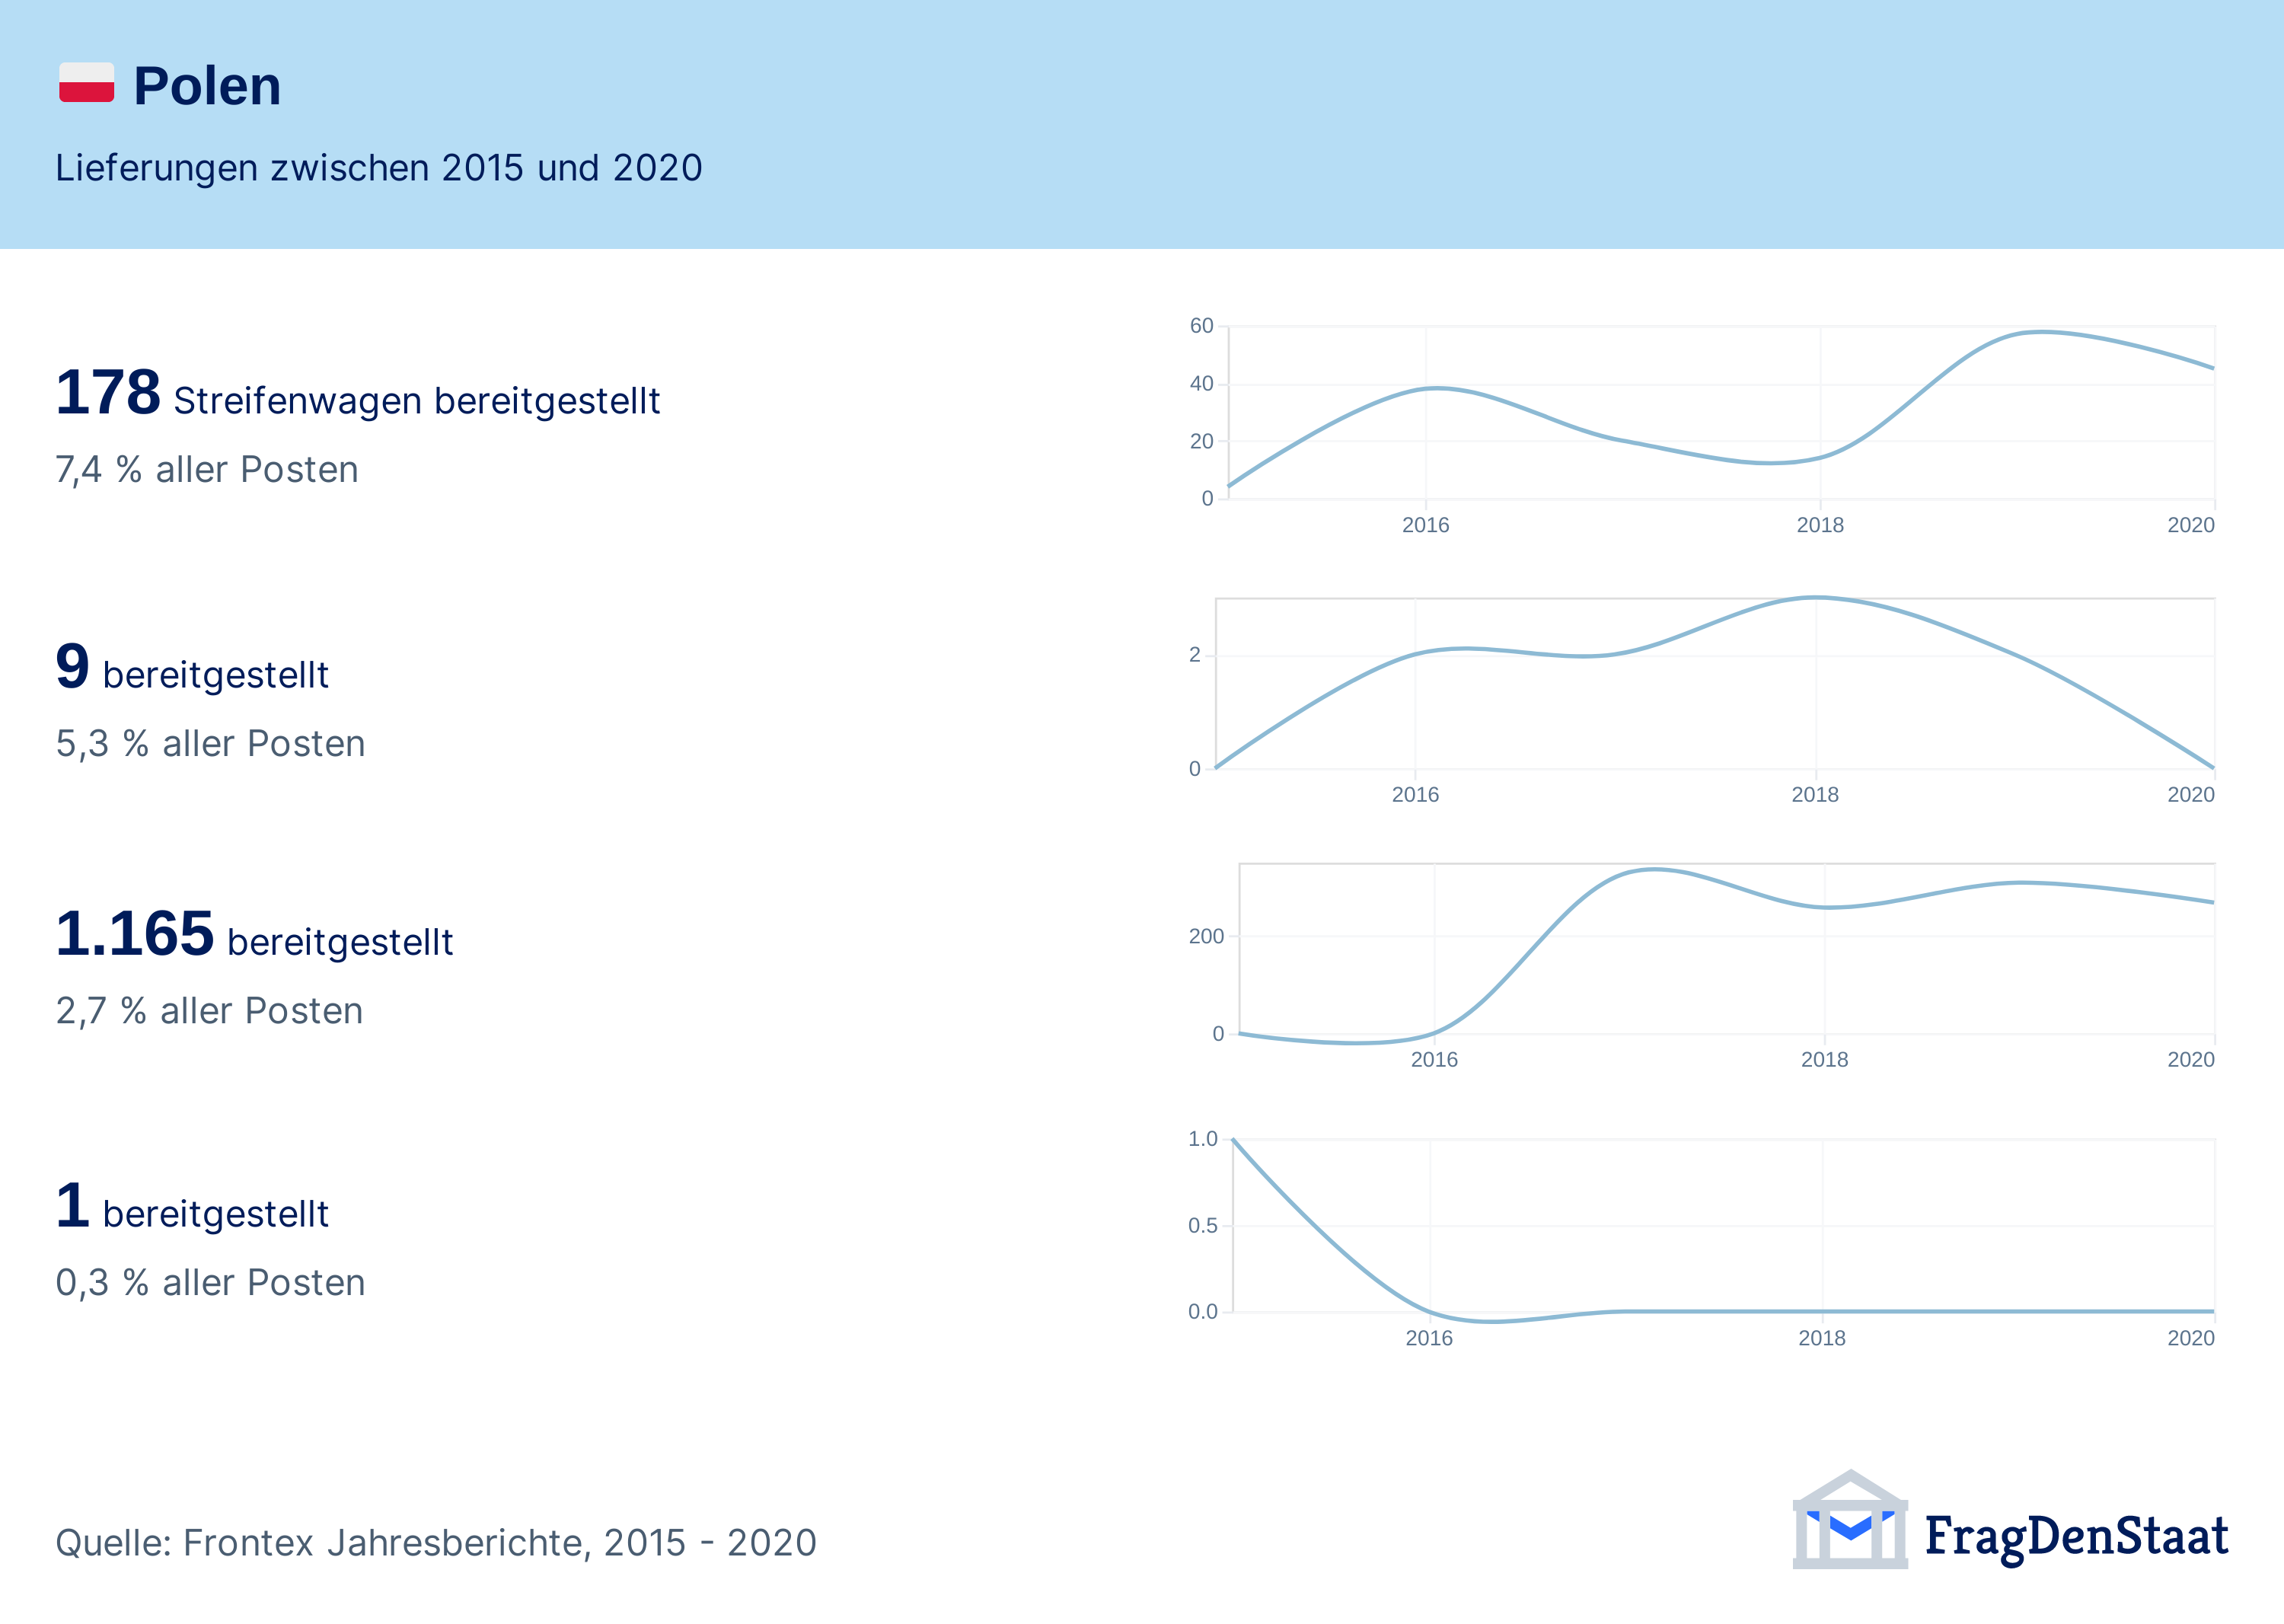 Polen
Lieferungen zwischen 2015 und 2020
178 Streifenwagen bereitgestellt
7,4 % aller Posten
60
40
20
0
2016 2018 2020
9 bereitgestellt
5,3 % aller Posten
2
0
2016 2018 2020
1.165 bereitgestellt
2,7 % aller Posten
200
0
2016 2018 2020
1 bereitgestellt
0,3 % aller Posten
1.0
0.5
0.0
2016 2018 2020
Quelle: Frontex Jahresberichte, 2015 - 2020
FragDenStaat